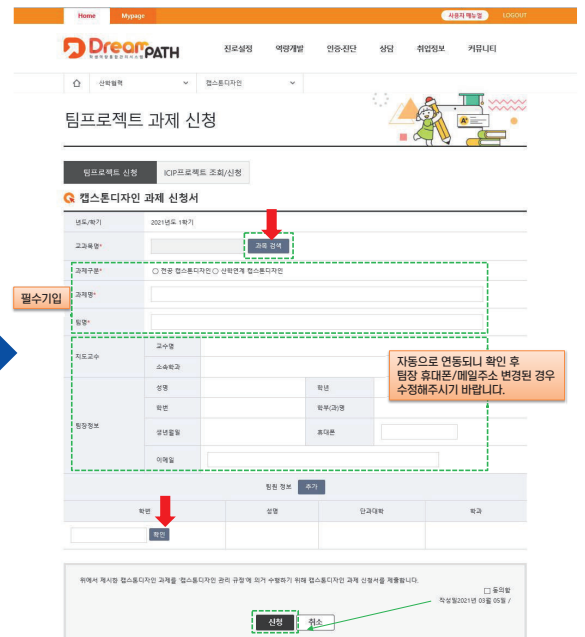 Home Mypage 사용자 매뉴얼 LOGOUT
DreamPATH 진로설정 역량개발 인증·진단 상담 취업정보 커뮤니티
산학협력 캡스톤디자인
팀프로젝트 과제 신청
A+
팀프로젝트 신청 ICIP프로젝트 조회/신청
캡스톤디자인 과제 신청서
년도/학기 2021년도 1학기
교과목명* 과목 검색
과제구분* 전공 캡스톤디자인 산학연계 캡스톤디자인
필수기입
과제명*
팀명*
지도교수 교수명
소속학과
자동으로 연동되니 확인 후
팀장 휴대폰/메일주소 변경된 경우
수정해주시기 바랍니다.
팀장정보 성명 학년
학번 학부(과)명
생년월일 휴대폰
이메일
팀원 정보 추가
학번 성명 단과대학 학과
확인
위에서 제시한 캡스톤디자인 과제를 '캡스톤디자인 관리 규정'에 의거 수행하기 위해 캡스톤디자인 과제 신청서를 제출합니다.
동의함
작성일2021년 03월 05일 /
신청 취소